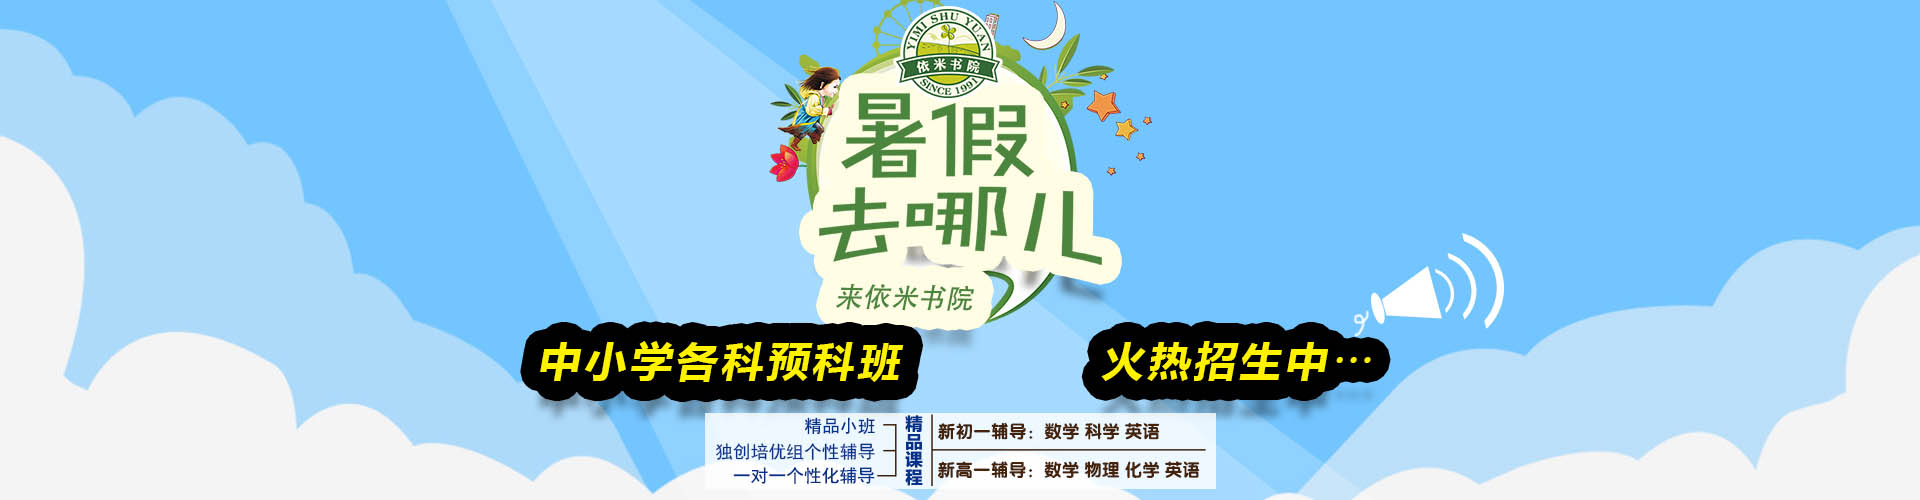 YIMI SHU YUAN
依米书院
SINCE 1991
暑假
去哪儿
来依米书院
中小学各科预科班
火热招生中…
精品小班
独创培优组个性辅导
一对一个性化辅导
精品课程
新初一辅导：数学 科学 英语
新高一辅导：数学 物理 化学 英语